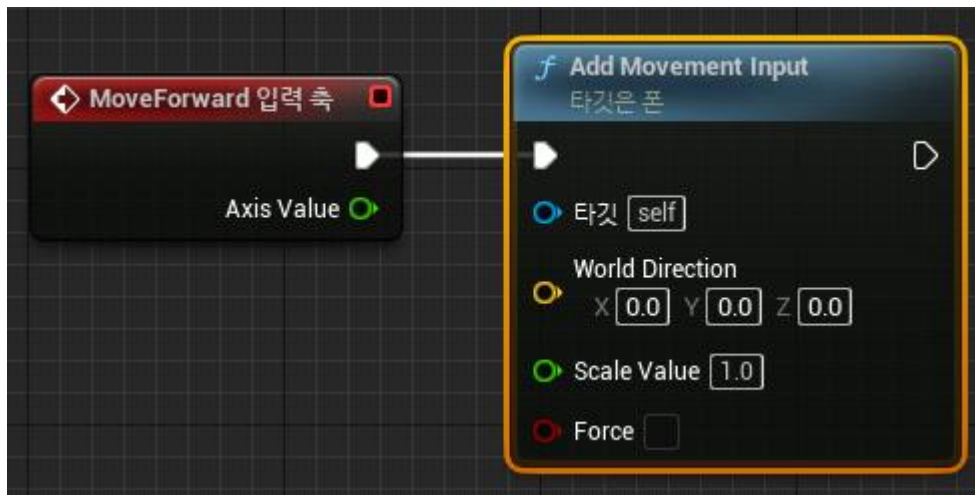 MoveForward 입력 축
Axis Value
f Add Movement Input
타깃은 폰
타깃 self
World Direction
X 0.0 Y 0.0 Z 0.0
Scale Value 1.0
Force